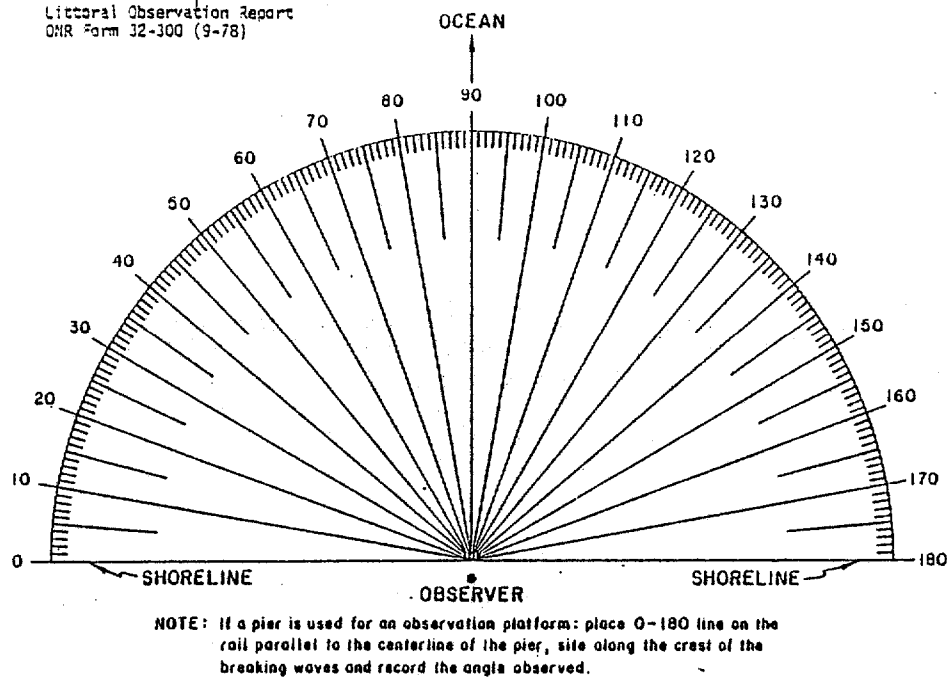 Littoral Observation Report
ONR Form 32-300 (9-78)
OCEAN
90
80
100
70
110
60
120
50
130
40
140
30
150
20
160
10
170
0
180
SHORELINE
SHORELINE
OBSERVER
NOTE: If a pier is used for an observation platform: place 0-180 line on the
rail parallel to the centerline of the pier, site along the crest of the
breaking waves and record the angle observed.